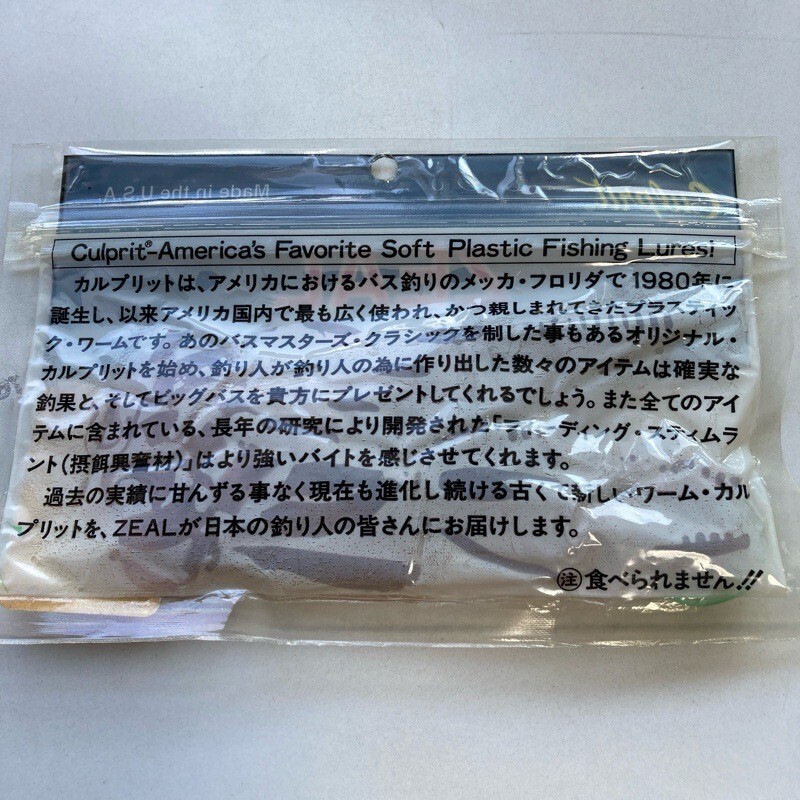 Made in the U.S.A
Culprit
Culprit®-America's Favorite Soft Plastic Fishing Lures!
カルプリットは、アメリカにおけるバス釣りのメッカ・フロリダで1980年に
誕生し、以来アメリカ国内で最も広く使われ、かつ親しまれてきたプラスティッ
ク・ワームです。あのバスマスターズ・クラシックを制した事もあるオリジナル・
カルプリットを始め、釣り人が釣り人の為に作り出した数々のアイテムは確実な
釣果と、そしてビッグバスを貴方にプレゼントしてくれるでしょう。また全てのアイ
テムに含まれている、長年の研究により開発された「フィーディング・スティムラ
ント(摂餌興奮材)」はより強いバイトを感じさせてくれます。
過去の実績に甘んずる事なく現在も進化し続ける古くて新しいワーム・カル
プリットを、ZEALが日本の釣り人の皆さんにお届けします。
㊟食べられません!!